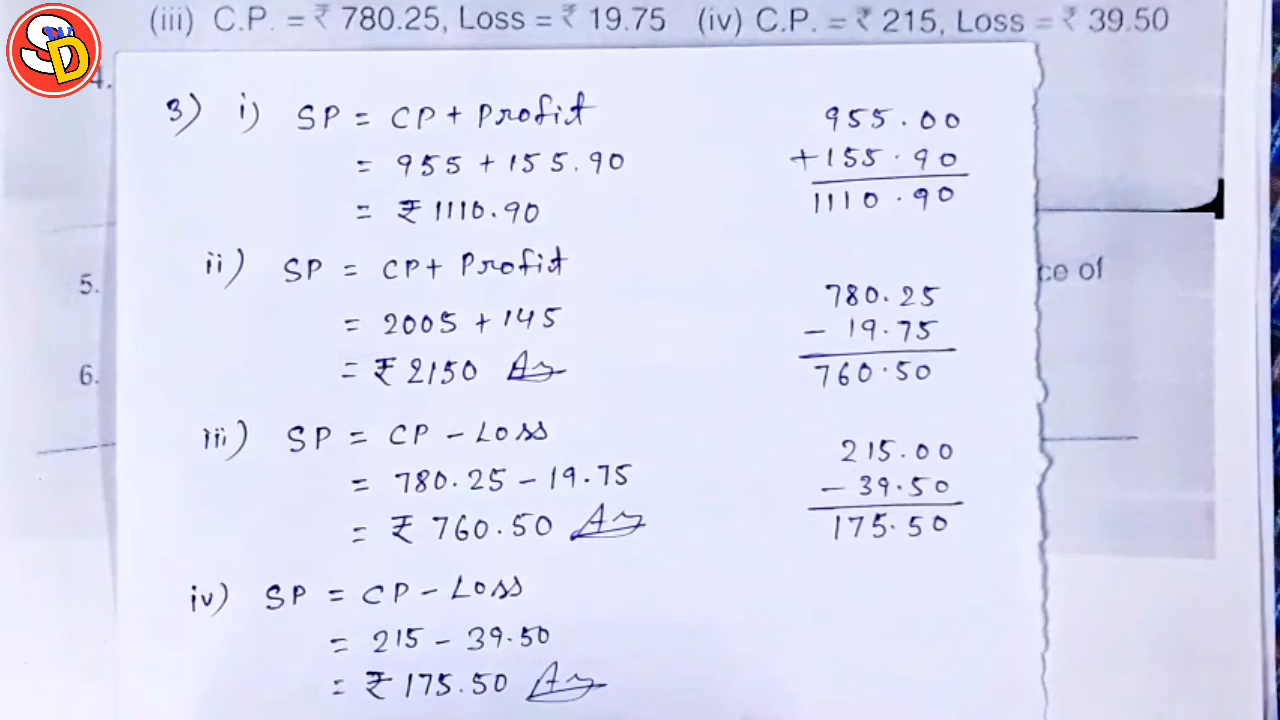 (iii) C.P. = ₹ 780.25, Loss = ₹ 19.75 (iv) C.P. = ₹ 215, Loss = ₹ 39.50
SWD
4.
3) i) SP = CP + Profit
= 955 + 155.90
= ₹ 1110.90
955.00
+155.90
1110.90
ii) SP = CP + Profit
= 2005 + 145
= ₹ 2150 Ans
5.
ce of
780.25
- 19.75
760.50
6.
iii) SP = CP - Loss
= 780.25 - 19.75
= ₹ 760.50 Ans
215.00
- 39.50
175.50
iv) SP = CP - Loss
= 215 - 39.50
= ₹ 175.50 Ans